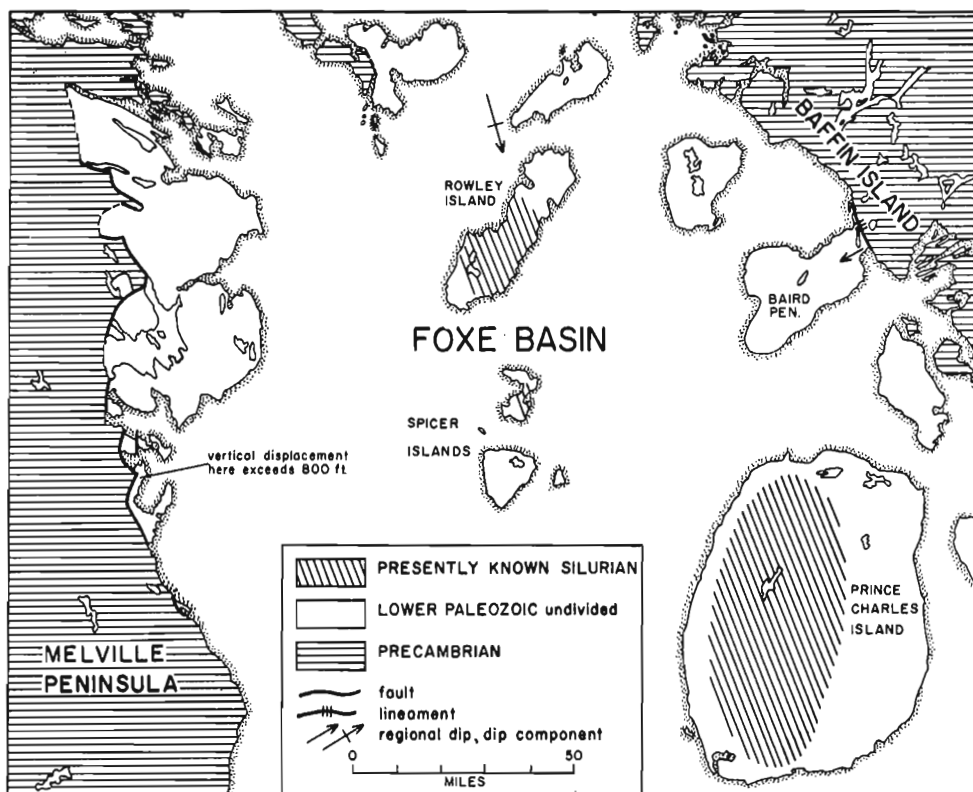 BAFFIN ISLAND
ROWLEY
ISLAND
BAIRD
PEN.
FOXE BASIN
SPICER
ISLANDS
vertical displacement
here exceeds 800 ft.
PRINCE
CHARLES
ISLAND
MELVILLE
PENINSULA
PRESENTLY KNOWN SILURIAN
LOWER PALEOZOIC undivided
PRECAMBRIAN
fault
lineament
regional dip, dip component
0 50
MILES